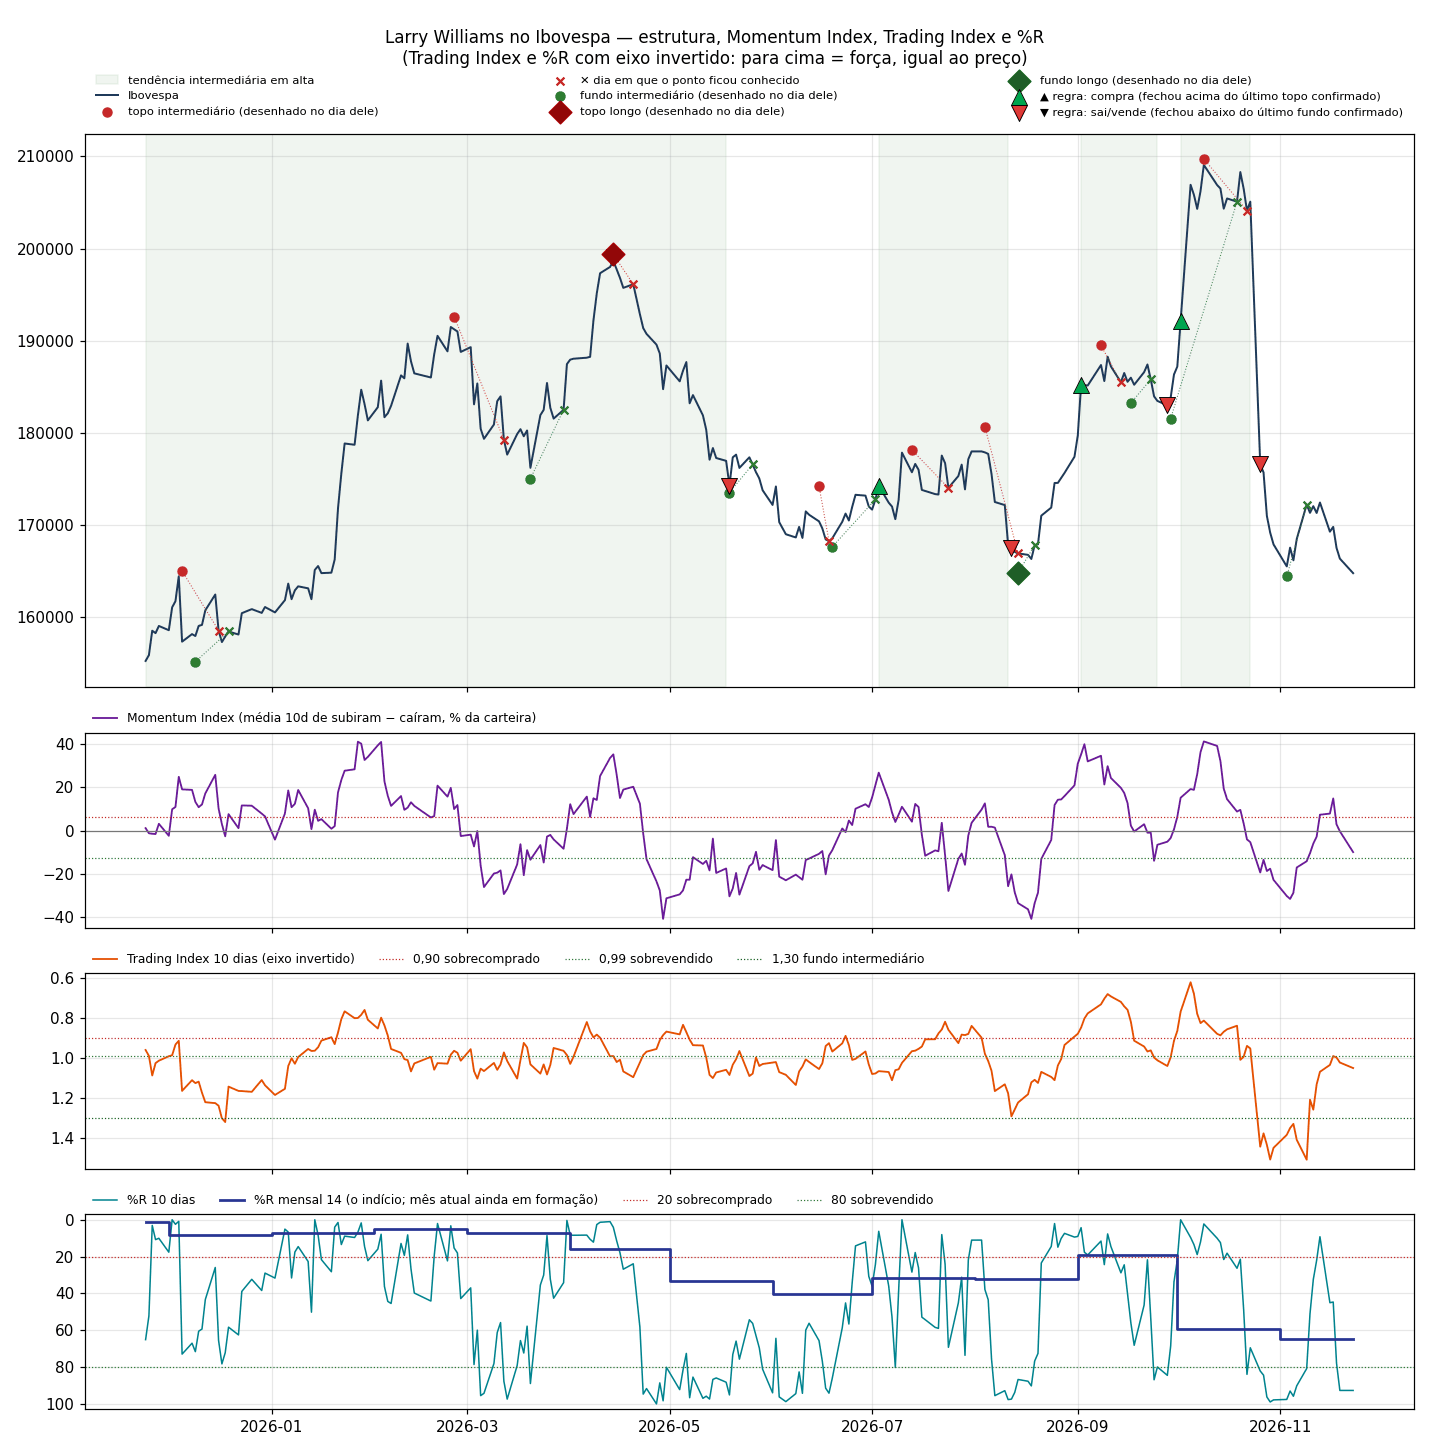 Larry Williams no Ibovespa — estrutura, Momentum Index, Trading Index e %R
(Trading Index e %R com eixo invertido: para cima = força, igual ao preço)
tendência intermediária em alta
Ibovespa
topo intermediário (desenhado no dia dele)
× dia em que o ponto ficou conhecido
fundo intermediário (desenhado no dia dele)
topo longo (desenhado no dia dele)
fundo longo (desenhado no dia dele)
▲ regra: compra (fechou acima do último topo confirmado)
▼ regra: sai/vende (fechou abaixo do último fundo confirmado)
210000
200000
190000
180000
170000
160000
Momentum Index (média 10d de subiram − caíram, % da carteira)
40
20
0
−20
−40
Trading Index 10 dias (eixo invertido) 0,90 sobrecomprado 0,99 sobrevendido 1,30 fundo intermediário
0.6
0.8
1.0
1.2
1.4
%R 10 dias %R mensal 14 (o indício; mês atual ainda em formação) 20 sobrecomprado 80 sobrevendido
0
20
40
60
80
100
2026-01 2026-03 2026-05 2026-07 2026-09 2026-11